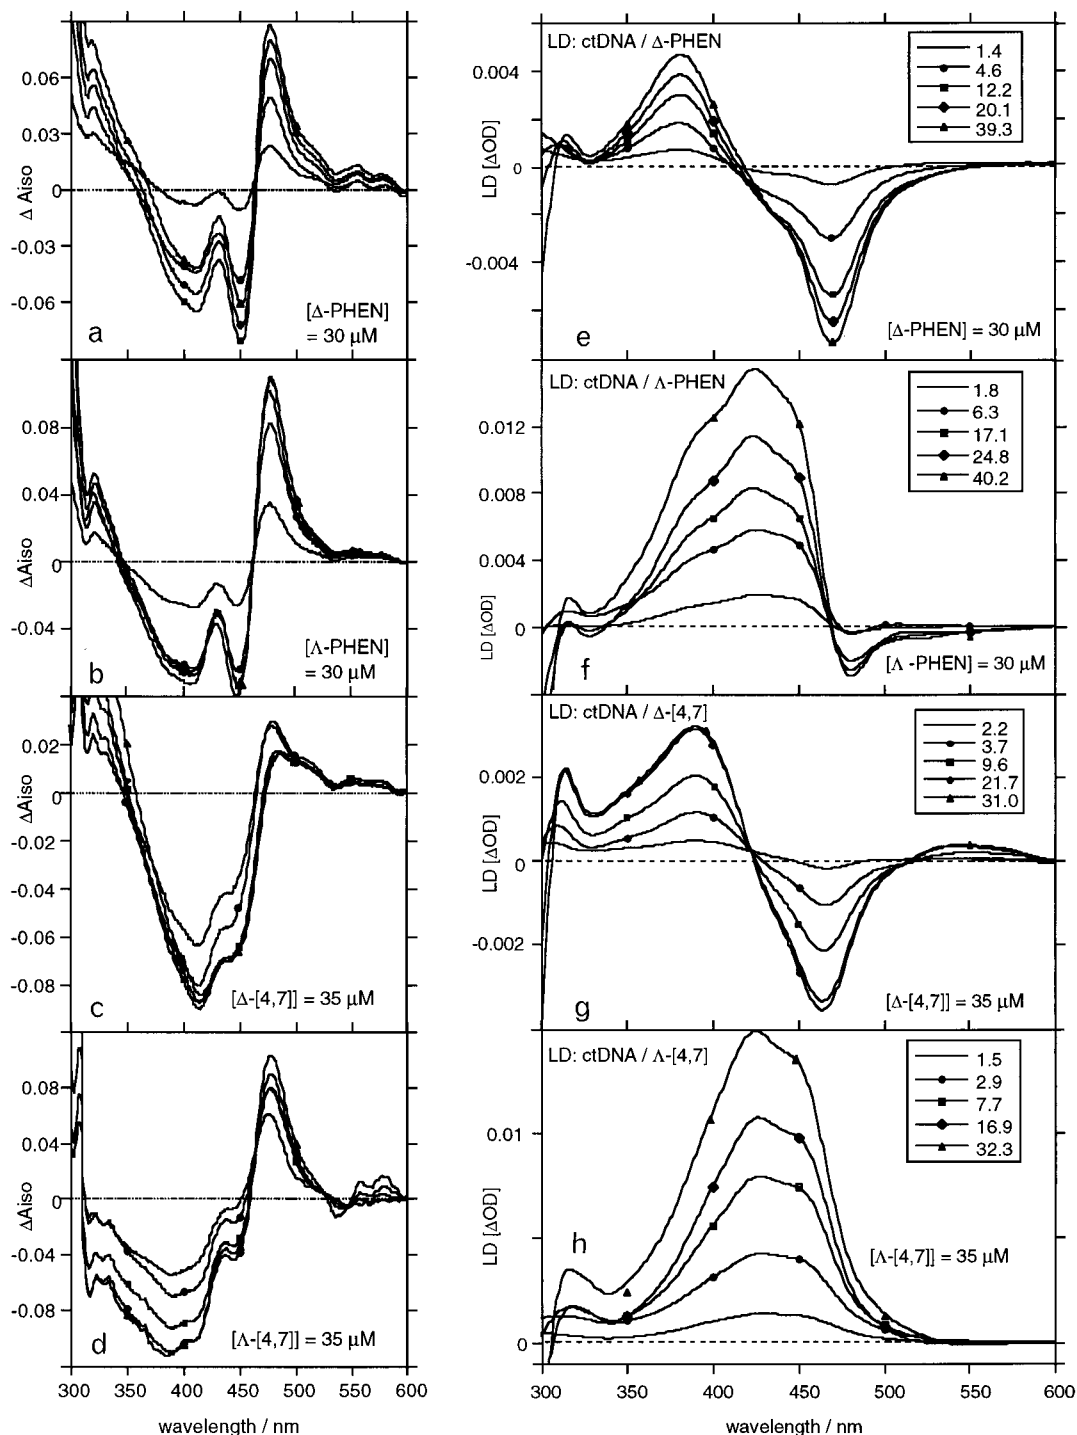 0.06
0.03
0
-0.03
-0.06
Δ Aiso
a
[Δ-PHEN]
= 30 μM
0.08
0.04
0
-0.04
ΔAiso
b
[Λ-PHEN]
= 30 μM
0.02
0
-0.02
-0.04
-0.06
-0.08
ΔAiso
c
[Δ-[4,7]] = 35 μM
0.08
0.04
0
-0.04
-0.08
ΔAiso
d
[Λ-[4,7]] = 35 μM
300 350 400 450 500 550 600
wavelength / nm
LD: ctDNA / Δ-PHEN
1.4
4.6
12.2
20.1
39.3
0.004
0
-0.004
LD [ΔOD]
e
[Δ-PHEN] = 30 μM
LD: ctDNA / Λ-PHEN
1.8
6.3
17.1
24.8
40.2
0.012
0.008
0.004
0
LD [ΔOD]
f
[Λ -PHEN] = 30 μM
LD: ctDNA / Δ-[4,7]
2.2
3.7
9.6
21.7
31.0
0.002
0
-0.002
LD [ΔOD]
g
[Δ-[4,7]] = 35 μM
LD: ctDNA / Λ-[4,7]
1.5
2.9
7.7
16.9
32.3
0.01
0
LD [ΔOD]
h
[Λ-[4,7]] = 35 μM
300 350 400 450 500 550 600
wavelength / nm